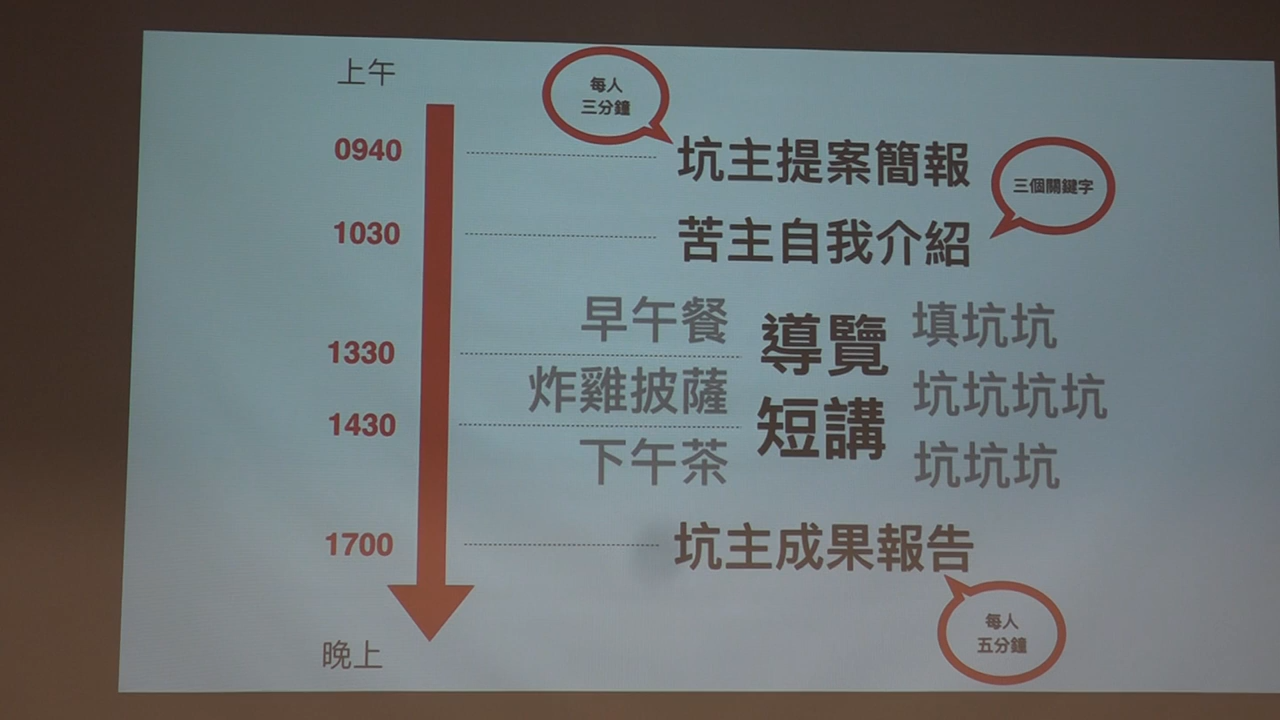 上午
每人
三分鐘
0940
坑主提案簡報
三個關鍵字
1030
苦主自我介紹
早午餐
導覽
填坑坑
1330
炸雞披薩
坑坑坑坑
1430
短講
下午茶
坑坑坑
1700
坑主成果報告
每人
五分鐘
晚上